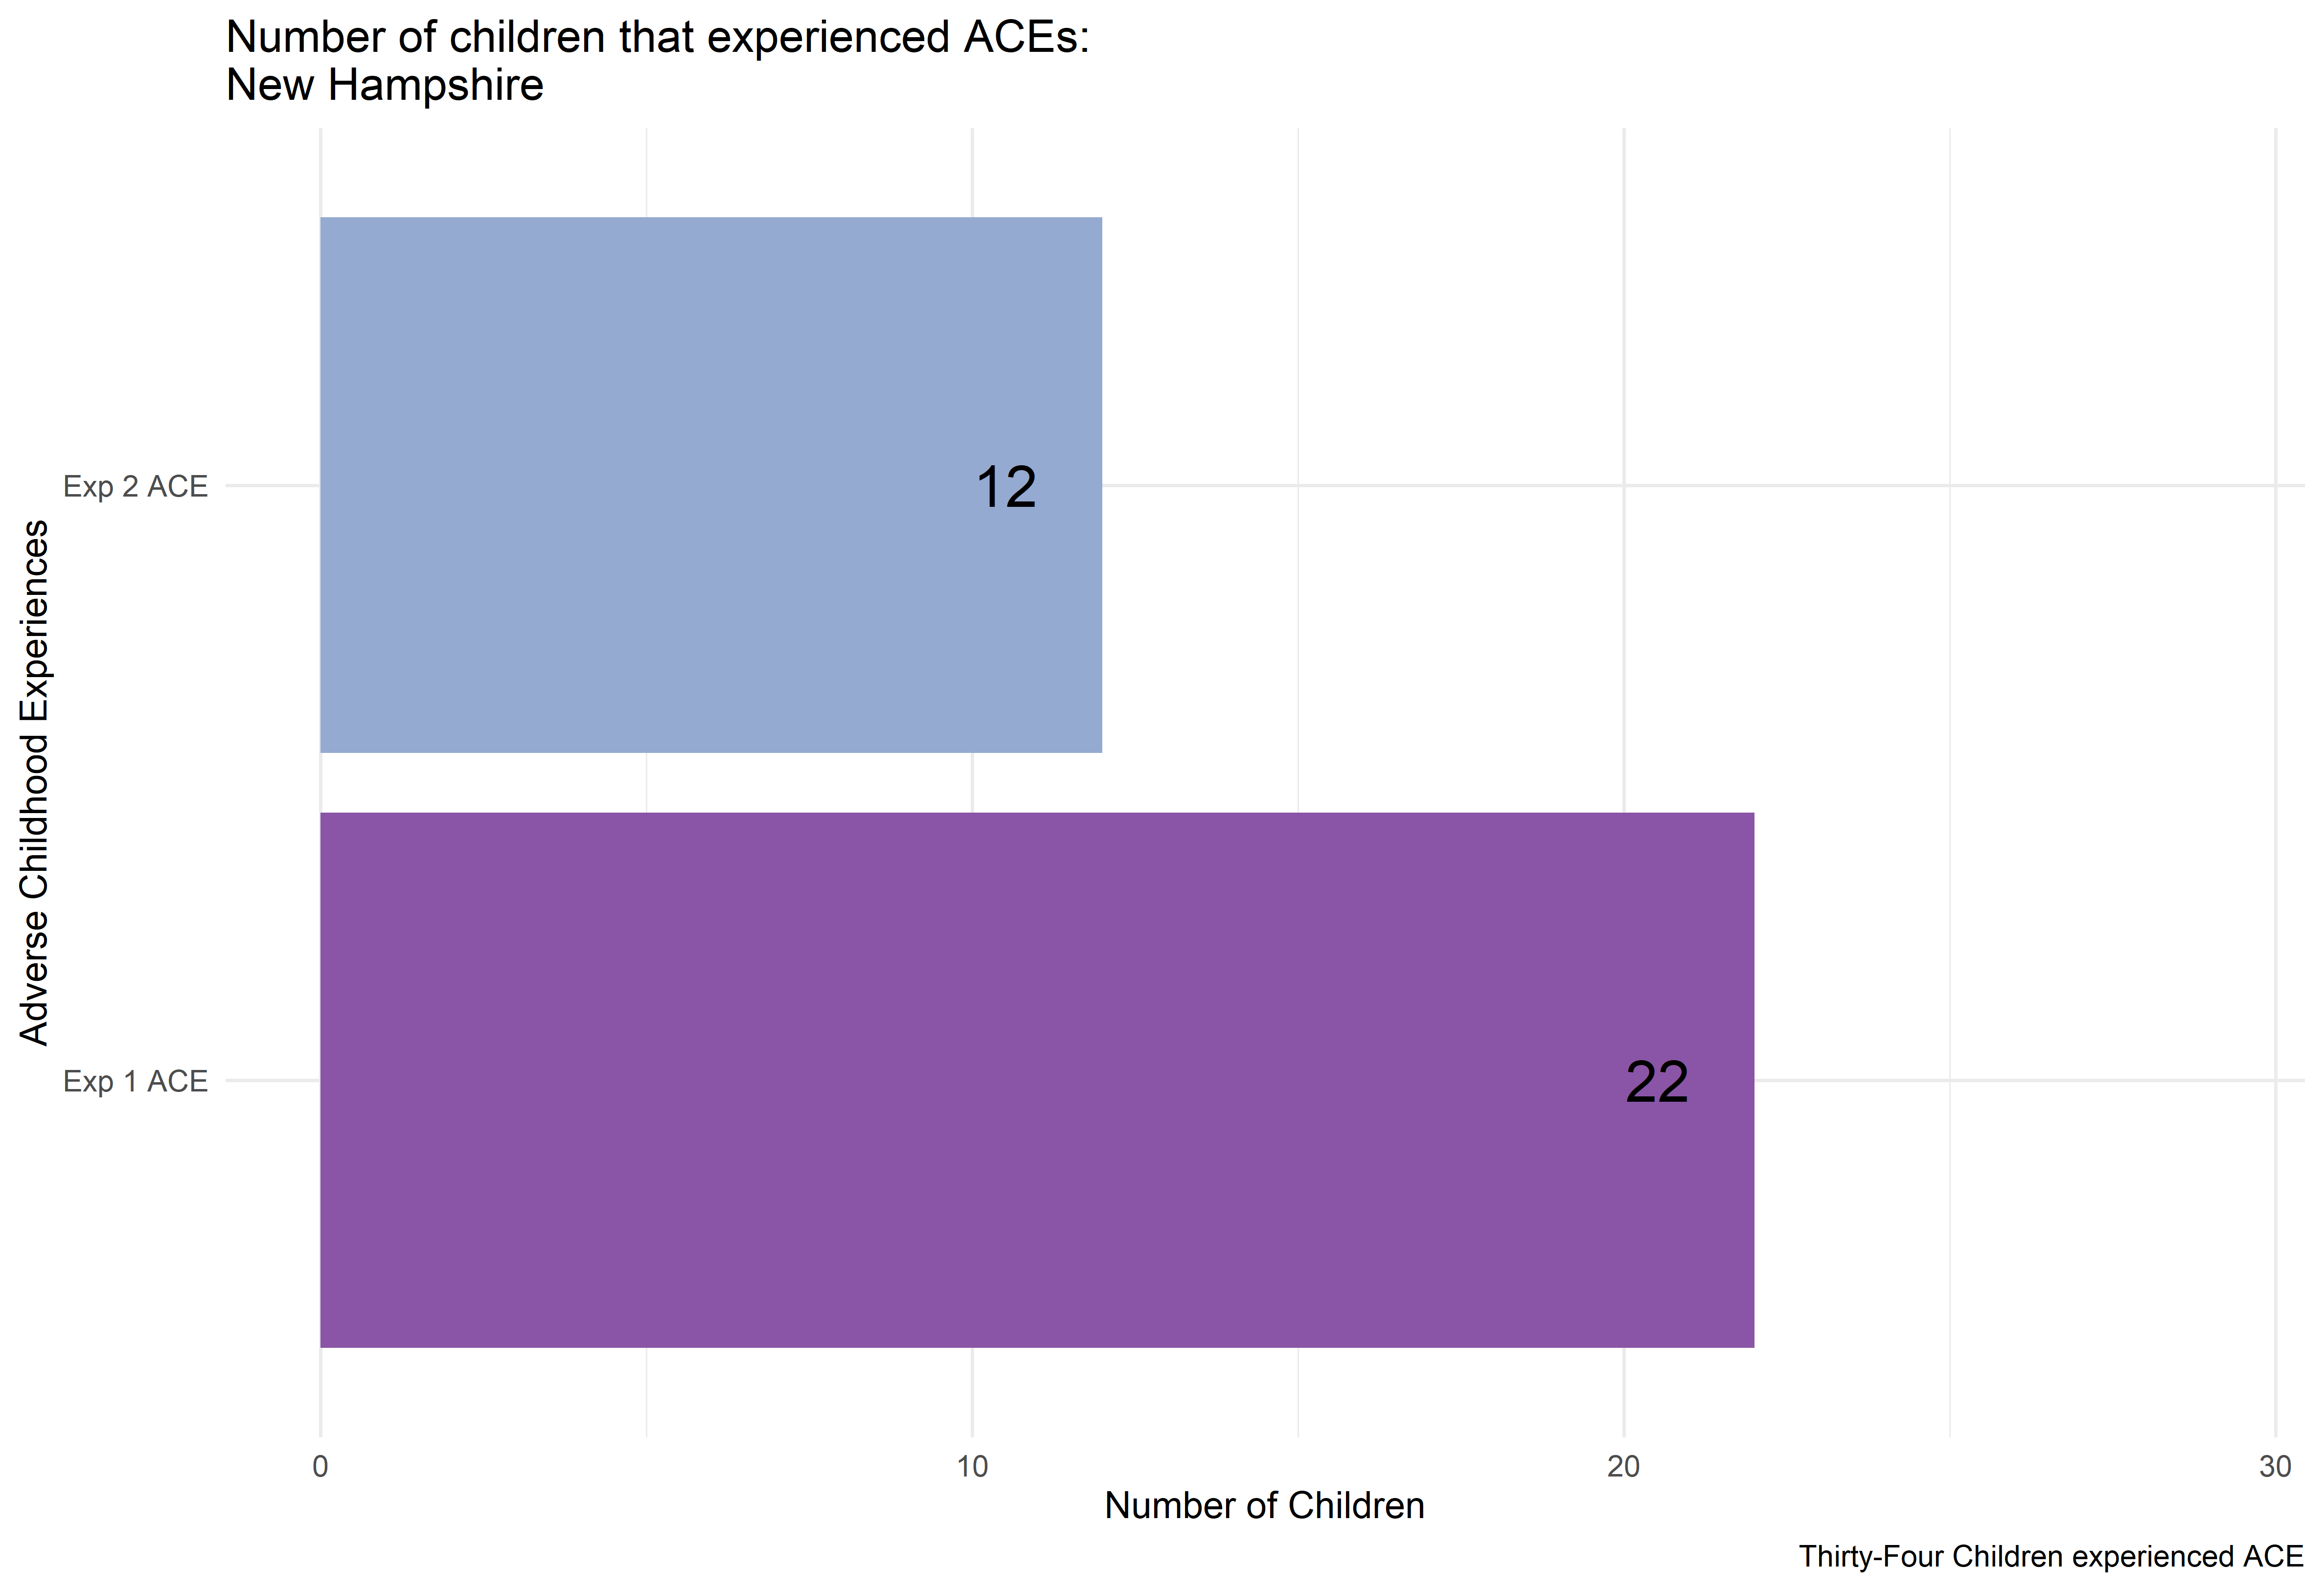 Number of children that experienced ACEs:
New Hampshire
Adverse Childhood Experiences
Exp 2 ACE
12
Exp 1 ACE
22
0
10
20
30
Number of Children
Thirty-Four Children experienced ACE